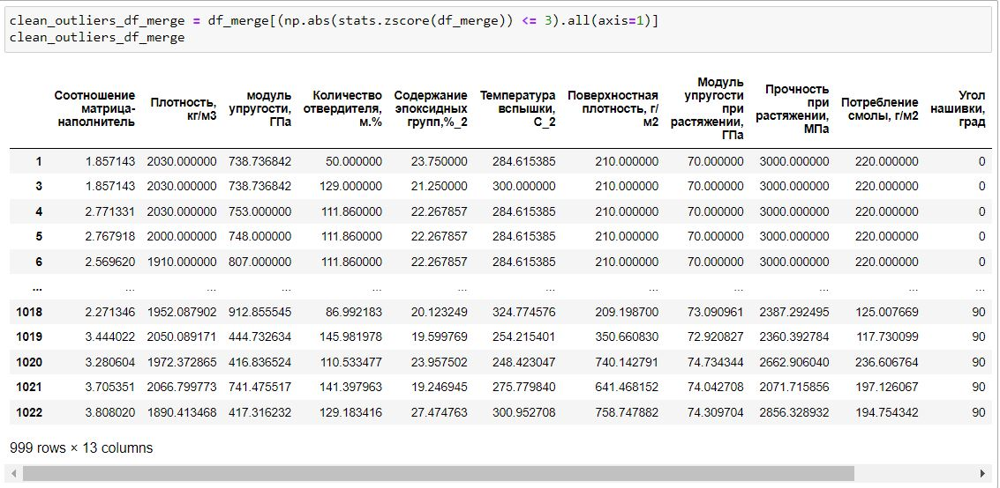 clean_outliers_df_merge = df_merge[(np.abs(stats.zscore(df_merge)) <= 3).all(axis=1)]
clean_outliers_df_merge
Соотношение матрица-наполнитель Плотность, кг/м3 модуль упругости, ГПа Количество отвердителя, м.% Содержание эпоксидных групп,%_2 Температура вспышки, С_2 Поверхностная плотность, г/м2 Модуль упругости при растяжении, ГПа Прочность при растяжении, МПа Потребление смолы, г/м2 Угол нашивки, град
1 1.857143 2030.000000 738.736842 50.000000 23.750000 284.615385 210.000000 70.000000 3000.000000 220.000000 0
3 1.857143 2030.000000 738.736842 129.000000 21.250000 300.000000 210.000000 70.000000 3000.000000 220.000000 0
4 2.771331 2030.000000 753.000000 111.860000 22.267857 284.615385 210.000000 70.000000 3000.000000 220.000000 0
5 2.767918 2000.000000 748.000000 111.860000 22.267857 284.615385 210.000000 70.000000 3000.000000 220.000000 0
6 2.569620 1910.000000 807.000000 111.860000 22.267857 284.615385 210.000000 70.000000 3000.000000 220.000000 0
... ... ... ... ... ... ... ... ... ... ... ...
1018 2.271346 1952.087902 912.855545 86.992183 20.123249 324.774576 209.198700 73.090961 2387.292495 125.007669 90
1019 3.444022 2050.089171 444.732634 145.981978 19.599769 254.215401 350.660830 72.920827 2360.392784 117.730099 90
1020 3.280604 1972.372865 416.836524 110.533477 23.957502 248.423047 740.142791 74.734344 2662.906040 236.606764 90
1021 3.705351 2066.799773 741.475517 141.397963 19.246945 275.779840 641.468152 74.042708 2071.715856 197.126067 90
1022 3.808020 1890.413468 417.316232 129.183416 27.474763 300.952708 758.747882 74.309704 2856.328932 194.754342 90
999 rows × 13 columns